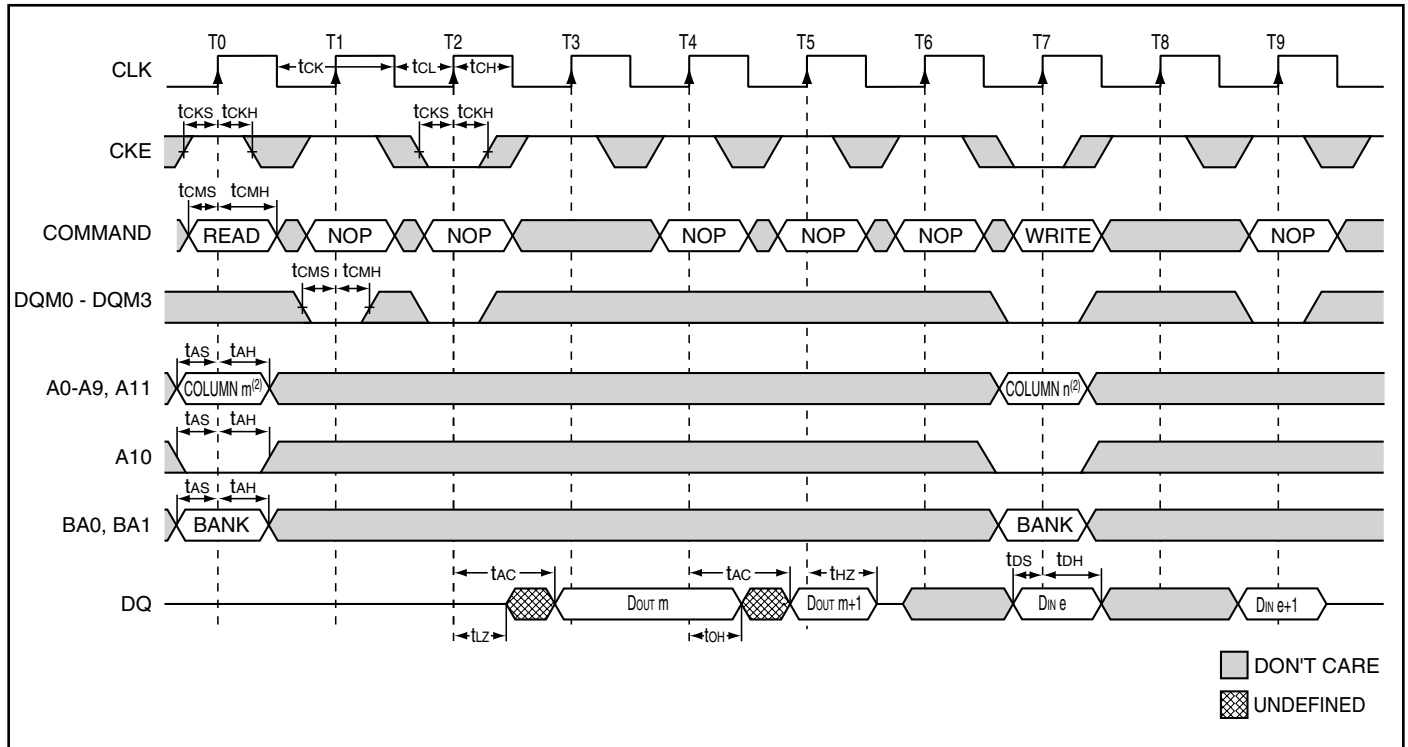 T0 T1 T2 T3 T4 T5 T6 T7 T8 T9
CLK tCK tCL tCH
tCKS tCKH tCKS tCKH
CKE
tCMS tCMH
COMMAND READ NOP NOP NOP NOP NOP WRITE NOP
tCMS tCMH
DQM0 - DQM3
tAS tAH
A0-A9, A11 COLUMN m(2) COLUMN n(2)
tAS tAH
A10
tAS tAH
BA0, BA1 BANK BANK
tAC tAC tHZ tDS tDH
DQ DOUT m DOUT m+1 DIN e DIN e+1
tLZ tOH
DON'T CARE
UNDEFINED